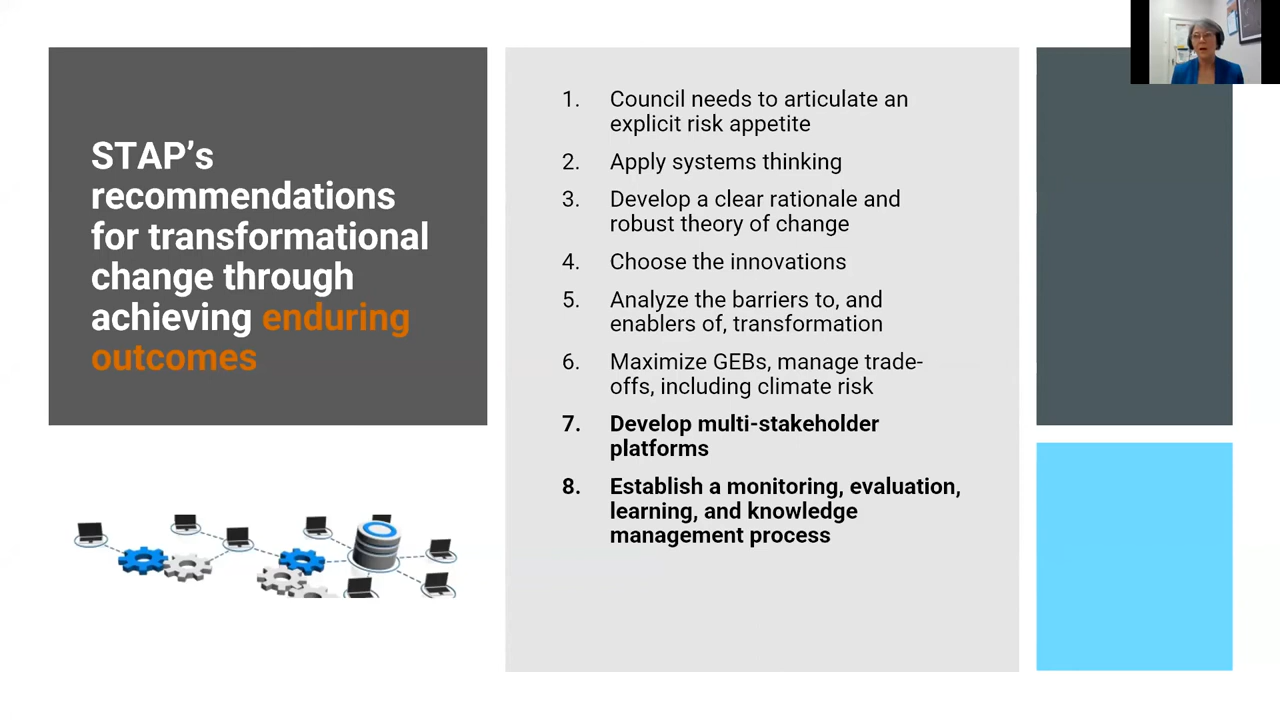 STAP’s
recommendations
for transformational
change through
achieving enduring
outcomes
1. Council needs to articulate an
explicit risk appetite
2. Apply systems thinking
3. Develop a clear rationale and
robust theory of change
4. Choose the innovations
5. Analyze the barriers to, and
enablers of, transformation
6. Maximize GEBs, manage trade-
offs, including climate risk
7. Develop multi-stakeholder
platforms
8. Establish a monitoring, evaluation,
learning, and knowledge
management process